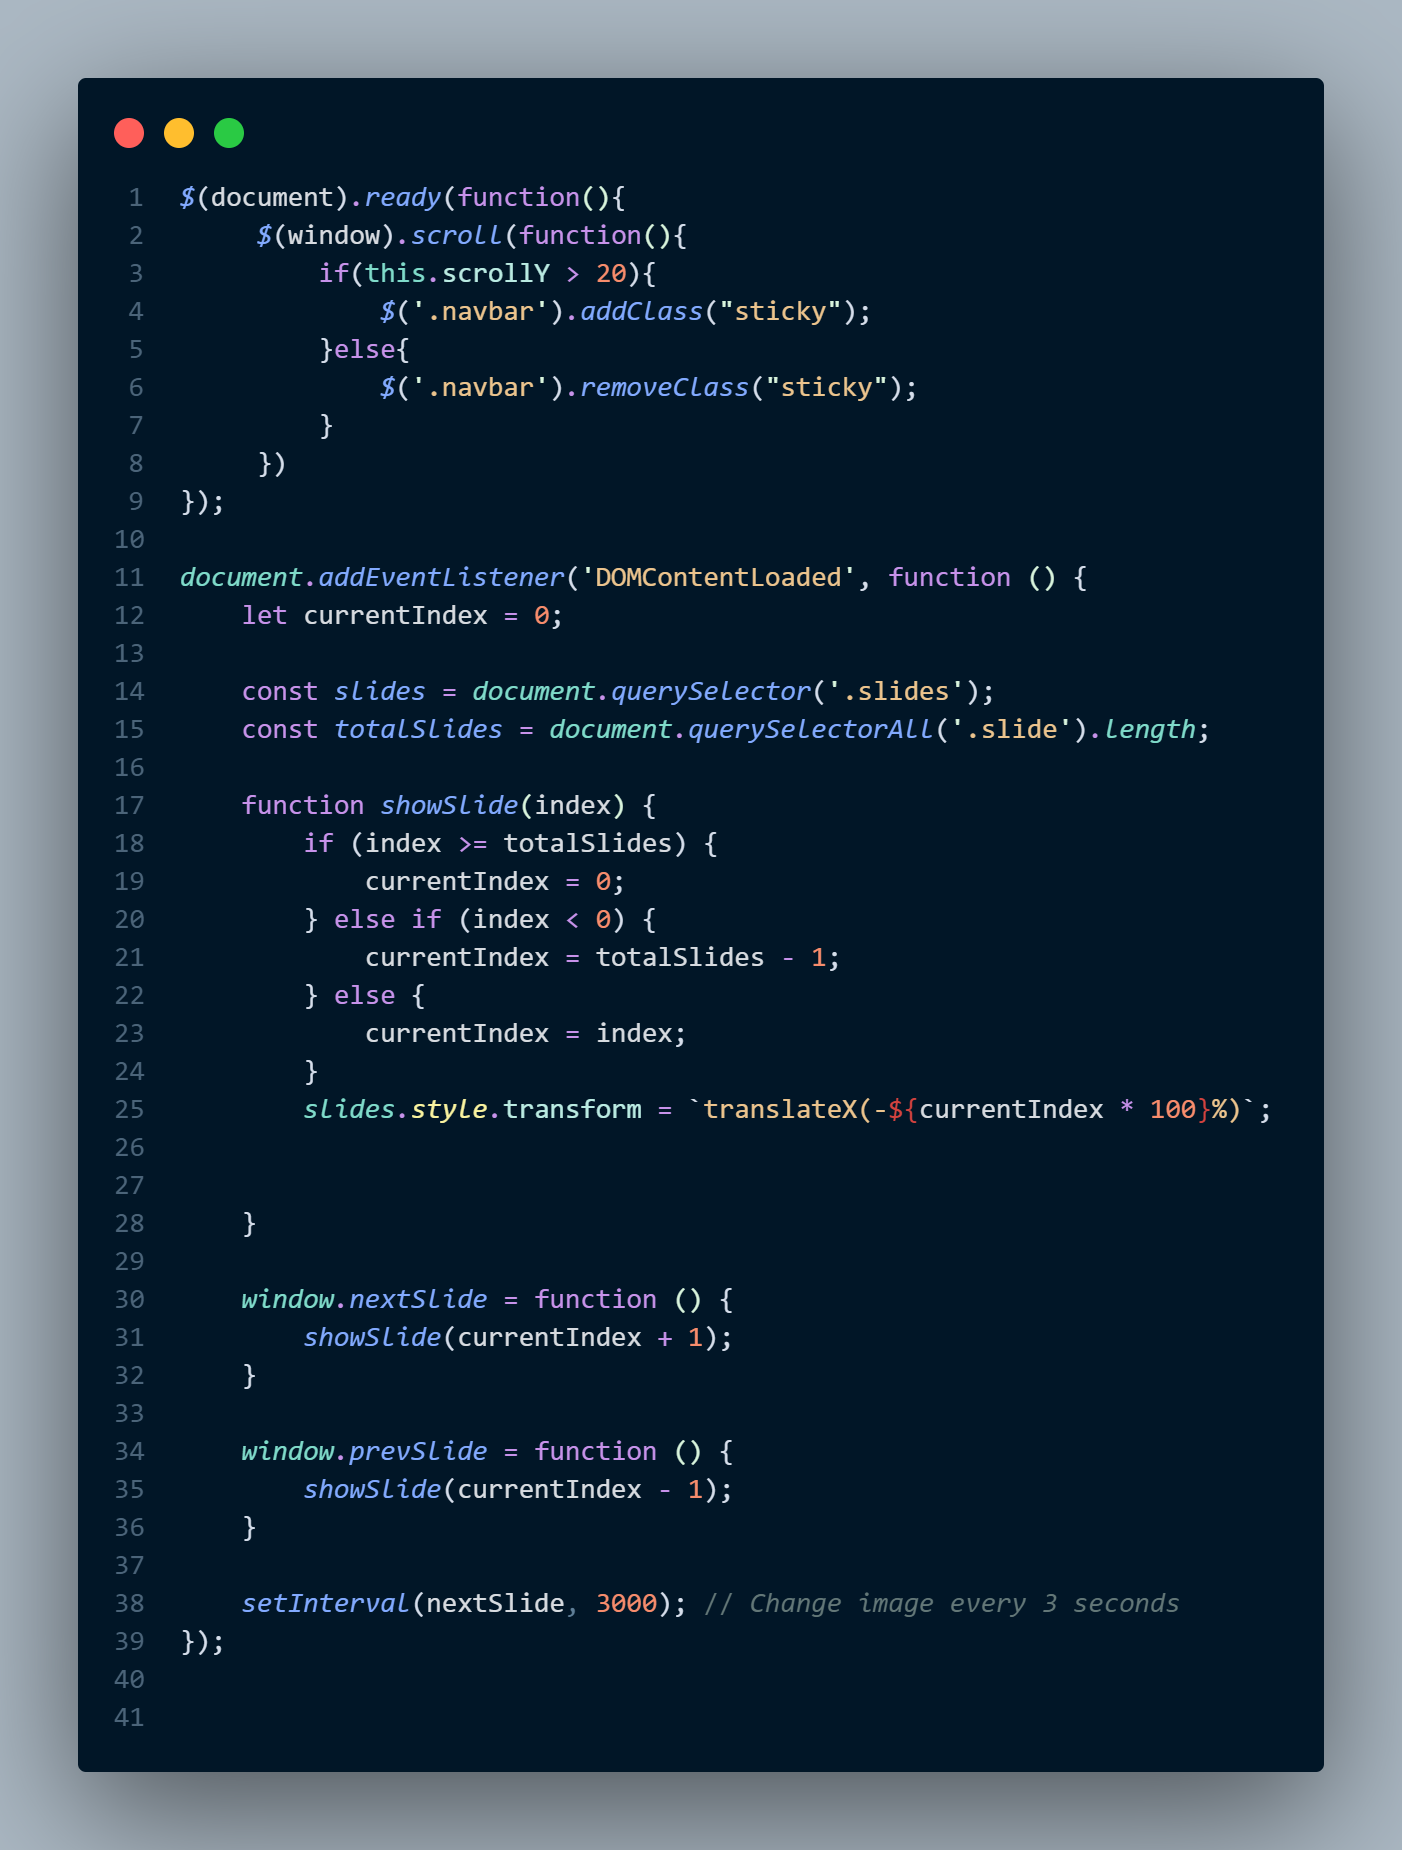 1 $(document).ready(function(){
2      $(window).scroll(function(){
3          if(this.scrollY > 20){
4              $('.navbar').addClass("sticky");
5          }else{
6              $('.navbar').removeClass("sticky");
7          }
8      })
9 });
10
11 document.addEventListener('DOMContentLoaded', function () {
12     let currentIndex = 0;
13
14     const slides = document.querySelector('.slides');
15     const totalSlides = document.querySelectorAll('.slide').length;
16
17     function showSlide(index) {
18         if (index >= totalSlides) {
19             currentIndex = 0;
20         } else if (index < 0) {
21             currentIndex = totalSlides - 1;
22         } else {
23             currentIndex = index;
24         }
25         slides.style.transform = `translateX(-${currentIndex * 100}%)`;
26
27
28     }
29
30     window.nextSlide = function () {
31         showSlide(currentIndex + 1);
32     }
33
34     window.prevSlide = function () {
35         showSlide(currentIndex - 1);
36     }
37
38     setInterval(nextSlide, 3000); // Change image every 3 seconds
39 });
40
41